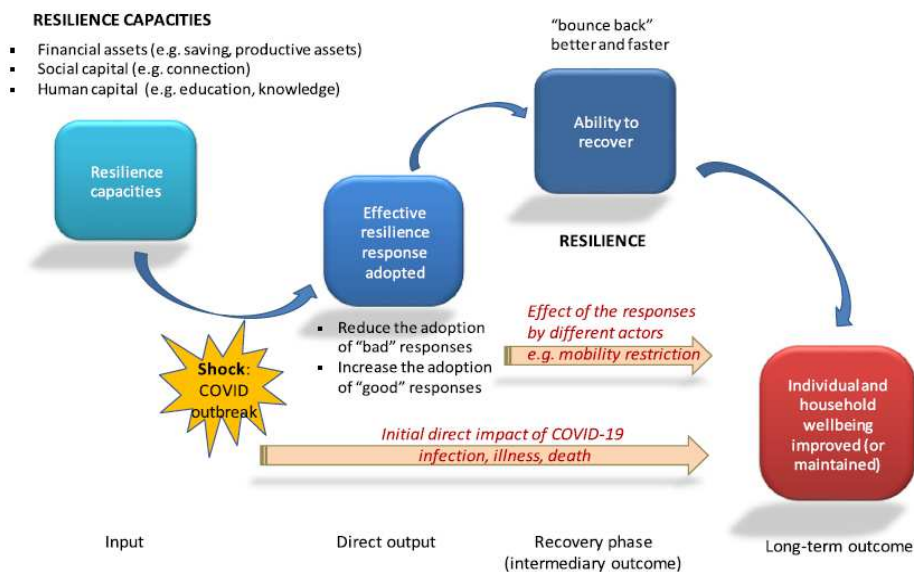 RESILIENCE CAPACITIES
▪ Financial assets (e.g. saving, productive assets)
▪ Social capital (e.g. connection)
▪ Human capital (e.g. education, knowledge)
"bounce back"
better and faster
Resilience
capacities
Effective
resilience
response
adopted
Ability to
recover
RESILIENCE
Shock:
COVID
outbreak
▪ Reduce the adoption
of "bad" responses
▪ Increase the adoption
of "good" responses
Effect of the responses
by different actors
e.g. mobility restriction
Initial direct impact of COVID-19
infection, illness, death
Individual and
household
wellbeing
improved (or
maintained)
Input
Direct output
Recovery phase
(intermediary outcome)
Long-term outcome